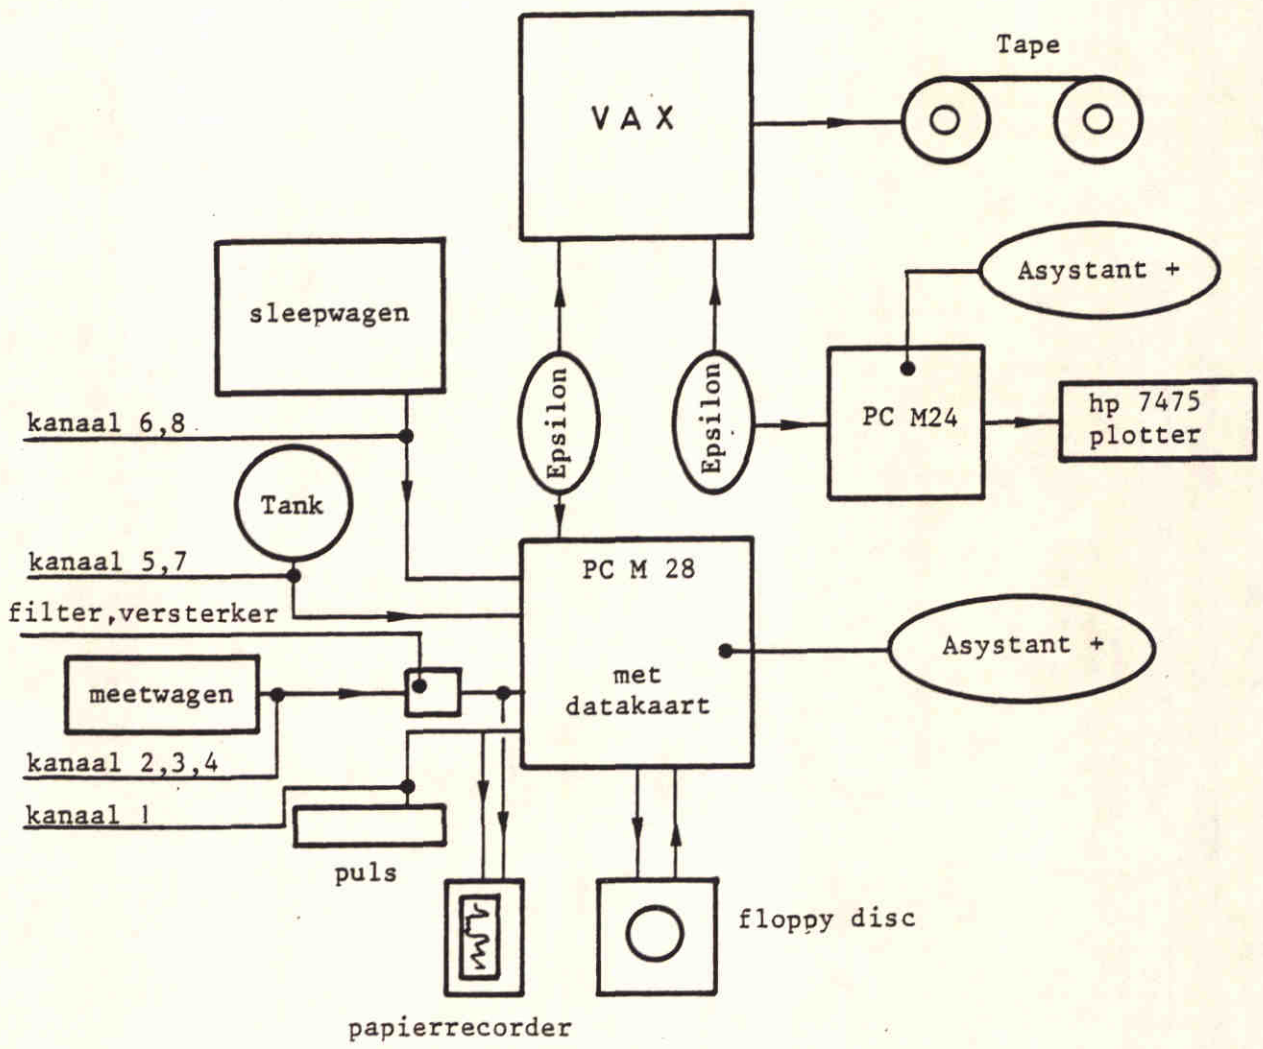 Tape
VAX
Asystant +
sleepwagen
Epsilon
Epsilon
PC M24
hp 7475
plotter
kanaal 6,8
Tank
kanaal 5,7
PC M 28
filter,versterker
Asystant +
met
datakaart
meetwagen
kanaal 2,3,4
kanaal 1
puls
floppy disc
papierrecorder